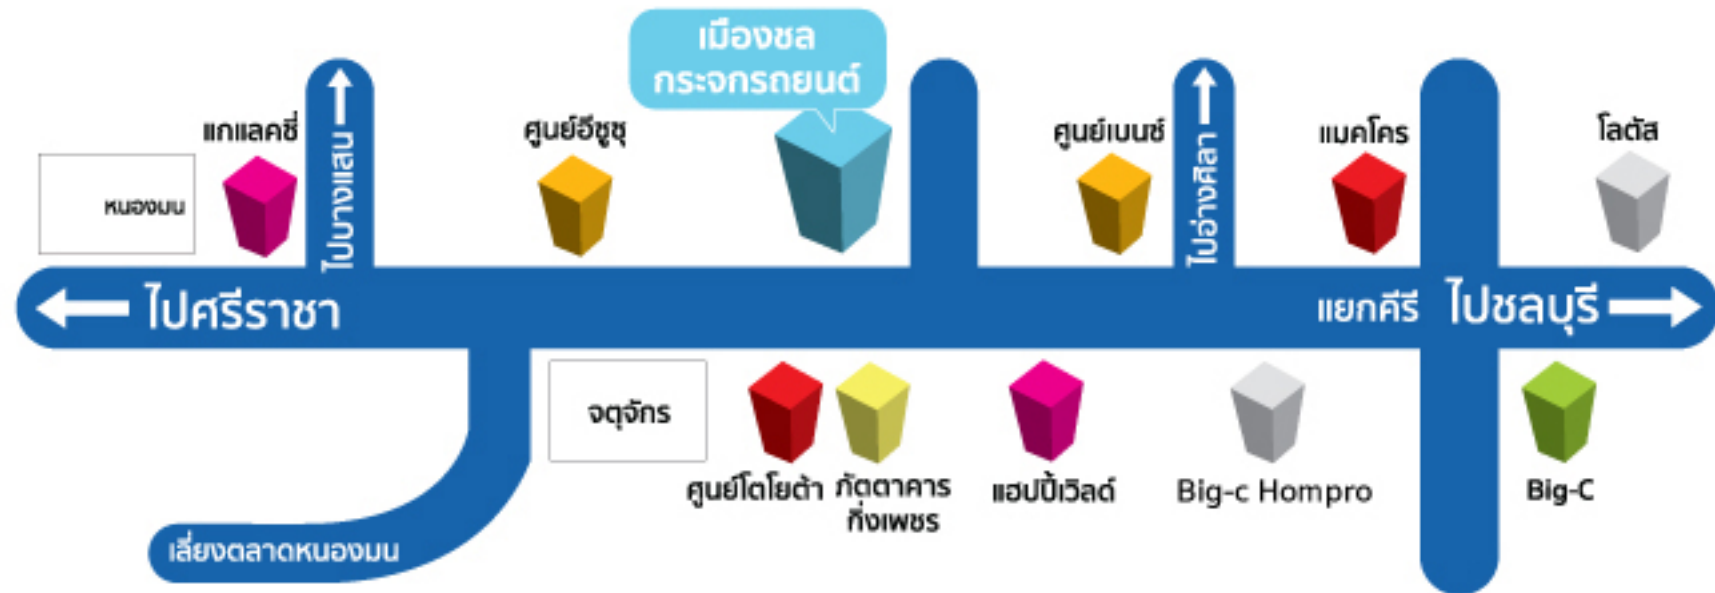 เมืองชล
กระจกรถยนต์
แกแลคซี่
ศูนย์อีซูซุ
ศูนย์เบนซ์
แมคโคร
โลตัส
หนองมน
ไปบางแสน
ไปอ่างศิลา
ไปศรีราชา
แยกคีรี
ไปชลบุรี
จตุจักร
ศูนย์โตโยต้า
ภัตตาคาร
กิ่งเพชร
แฮปปี้เวิลด์
Big-c Hompro
Big-C
เลี่ยงตลาดหนองมน